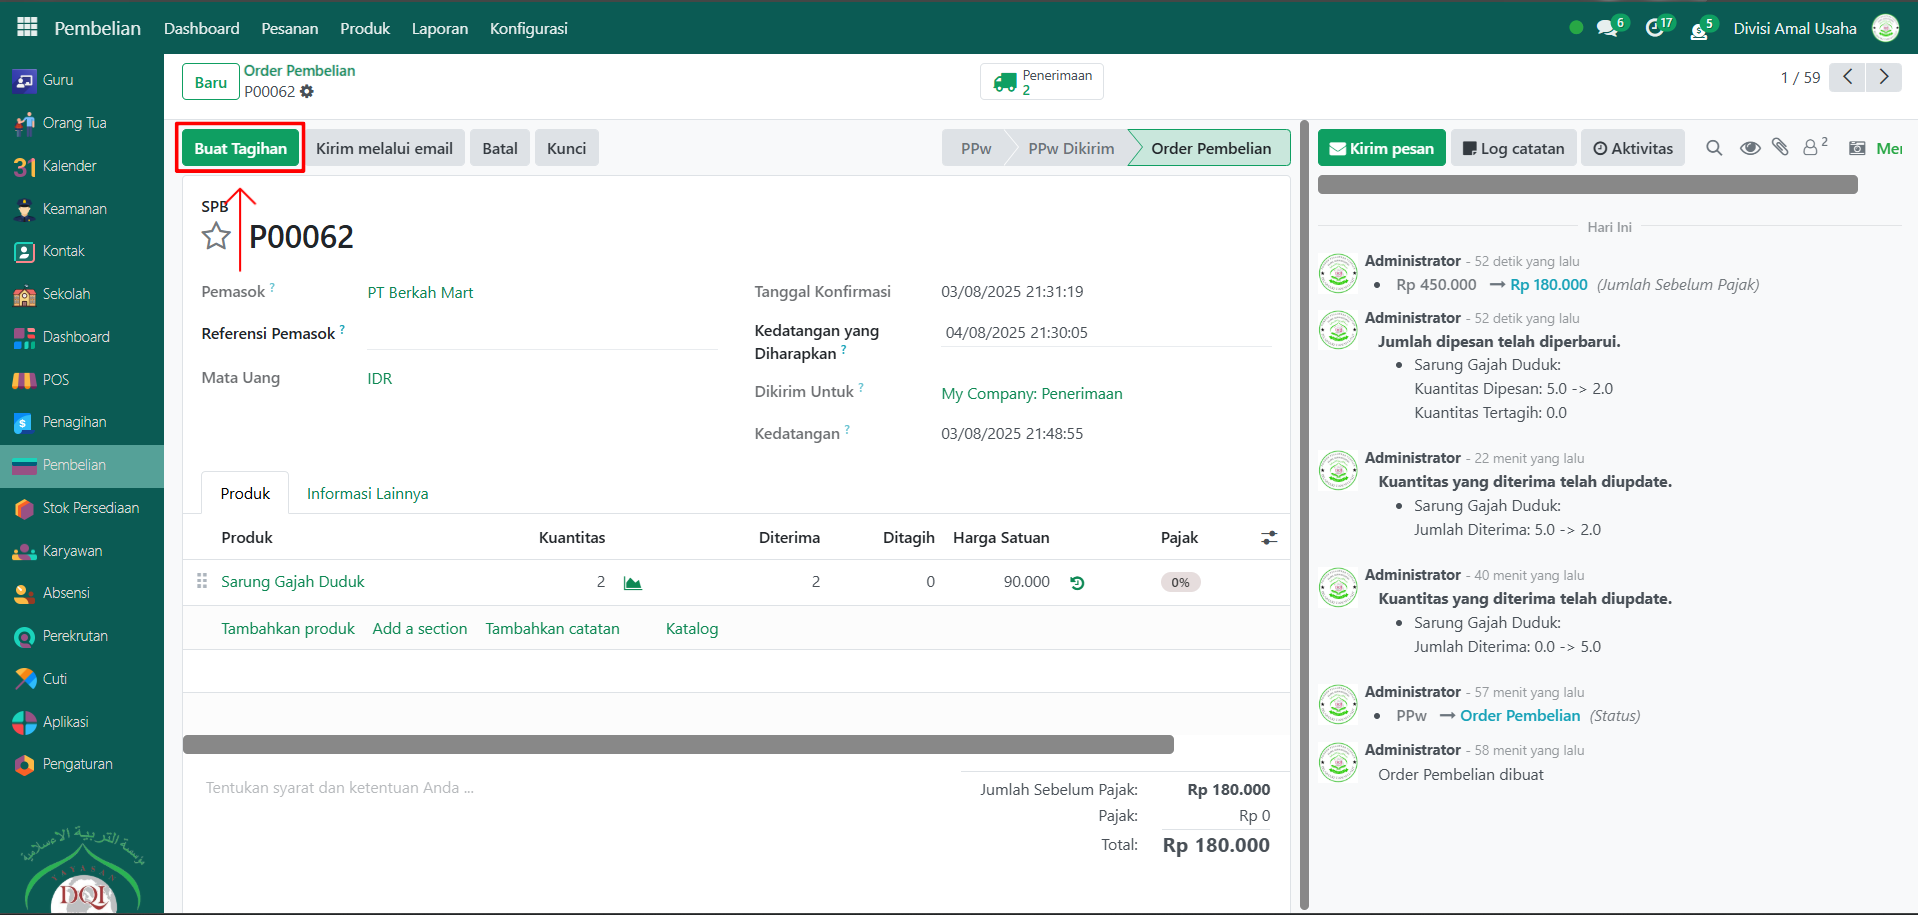 Pembelian Dashboard Pesanan Produk Laporan Konfigurasi 6 17 5 Divisi Amal Usaha
Guru
Orang Tua
31 Kalender
Keamanan
Kontak
Sekolah
Dashboard
POS
Penagihan
Pembelian
Stok Persediaan
Karyawan
Absensi
Perekrutan
Cuti
Aplikasi
Pengaturan
مؤسسة التربية الإسلامية
YAYASAN
DQI
Baru
Order Pembelian
P00062
Penerimaan
2
1 / 59
Buat Tagihan Kirim melalui email Batal Kunci
PPw PPw Dikirim Order Pembelian
SPB
P00062
Pemasok ? PT Berkah Mart
Referensi Pemasok ?
Mata Uang IDR
Tanggal Konfirmasi 03/08/2025 21:31:19
Kedatangan yang
Diharapkan ? 04/08/2025 21:30:05
Dikirim Untuk ? My Company: Penerimaan
Kedatangan ? 03/08/2025 21:48:55
Produk Informasi Lainnya
Produk Kuantitas Diterima Ditagih Harga Satuan Pajak
Sarung Gajah Duduk 2 2 0 90.000 0%
Tambahkan produk Add a section Tambahkan catatan Katalog
Tentukan syarat dan ketentuan Anda ...
Jumlah Sebelum Pajak: Rp 180.000
Pajak: Rp 0
Total: Rp 180.000
Kirim pesan Log catatan Aktivitas 2 Mer
Hari Ini
Administrator - 52 detik yang lalu
• Rp 450.000 → Rp 180.000 (Jumlah Sebelum Pajak)
Administrator - 52 detik yang lalu
Jumlah dipesan telah diperbarui.
• Sarung Gajah Duduk:
Kuantitas Dipesan: 5.0 -> 2.0
Kuantitas Tertagih: 0.0
Administrator - 22 menit yang lalu
Kuantitas yang diterima telah diupdate.
• Sarung Gajah Duduk:
Jumlah Diterima: 5.0 -> 2.0
Administrator - 40 menit yang lalu
Kuantitas yang diterima telah diupdate.
• Sarung Gajah Duduk:
Jumlah Diterima: 0.0 -> 5.0
Administrator - 57 menit yang lalu
• PPw → Order Pembelian (Status)
Administrator - 58 menit yang lalu
Order Pembelian dibuat